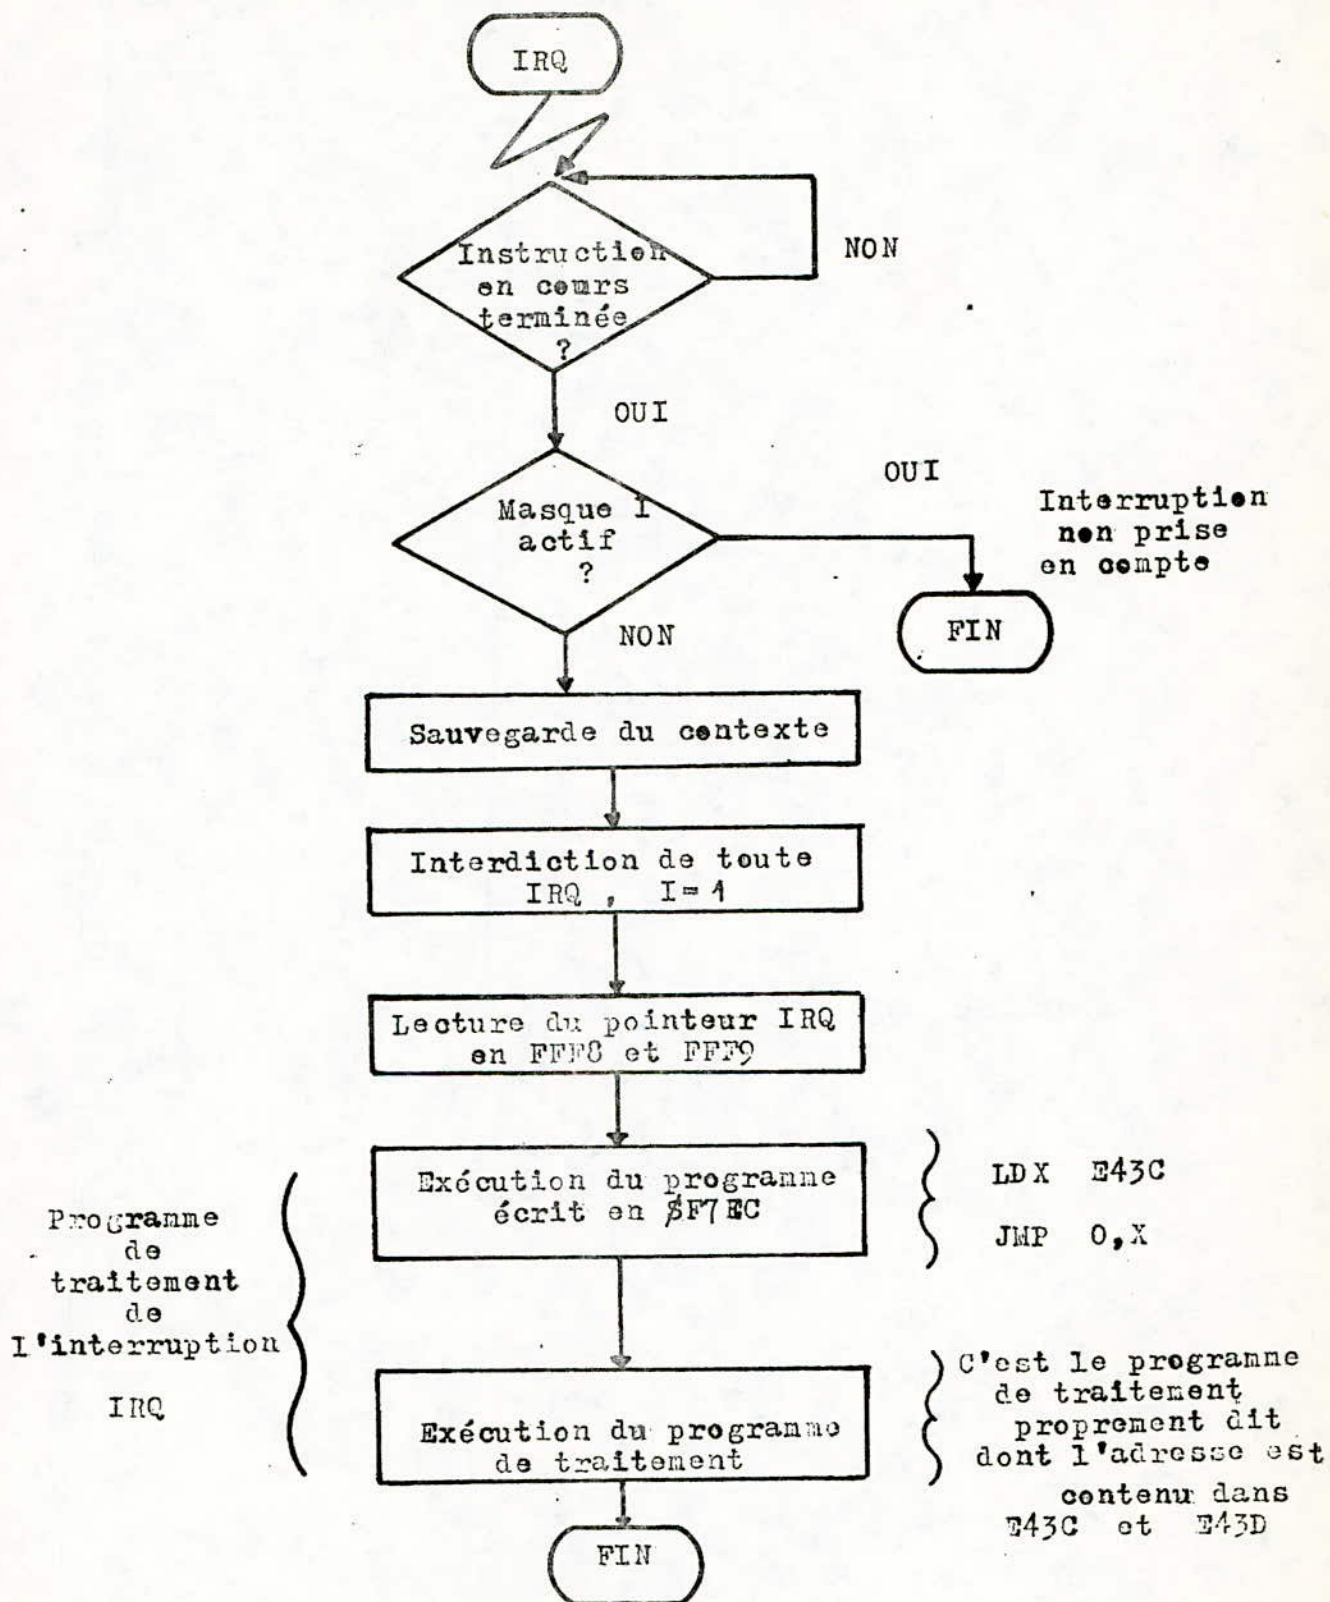 IRQ
Instruction
en cours
terminée
?
NON
OUI
Masque I
actif
?
OUI
Interruption
non prise
en compte
FIN
NON
Sauvegarde du contexte
Interdiction de toute
IRQ , I=1
Lecture du pointeur IRQ
en FFF8 et FFF9
Exécution du programme
écrit en $F7EC
LDX E43C
JMP 0,X
Programme
de
traitement
de
I'interruption
IRQ
Exécution du programme
de traitement
C'est le programme
de traitement
proprement dit
dont l'adresse est
contenu dans
E43C et E43D
FIN